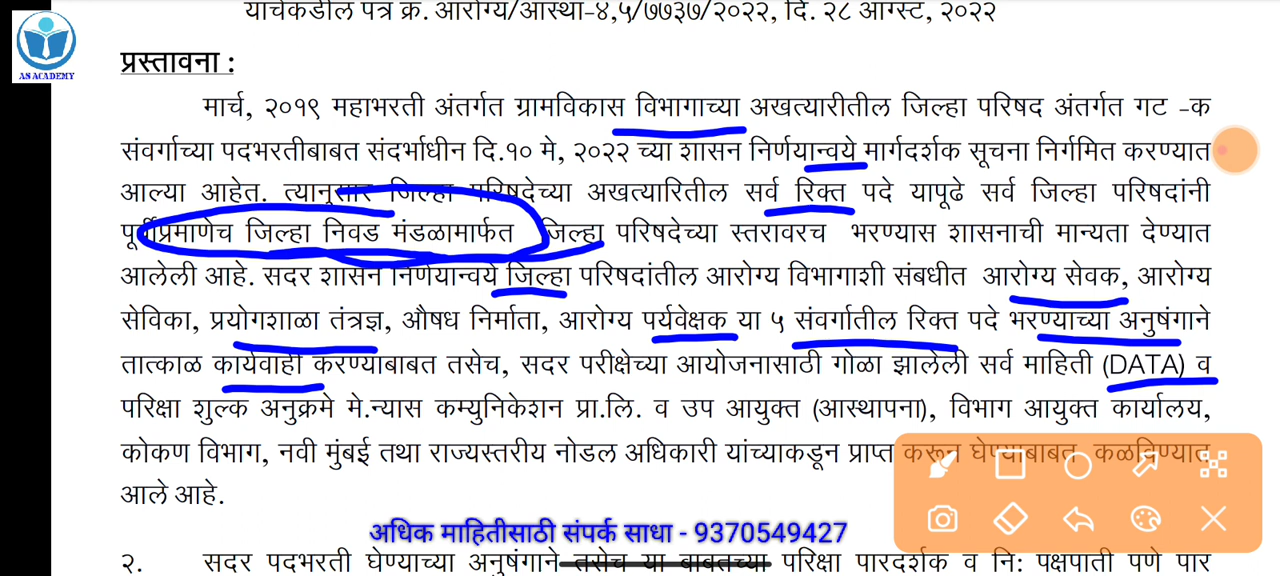 याचेकडील पत्र क्र. आरोग्य/आस्था-४,५/७७३७/२०२२, दि. २८ आगस्ट, २०२२
AS ACADEMY
प्रस्तावना :
मार्च, २०१९ महाभरती अंतर्गत ग्रामविकास विभागाच्या अखत्यारीतील जिल्हा परिषद अंतर्गत गट -क
संवर्गाच्या पदभरतीबाबत संदर्भाधीन दि.१० मे, २०२२ च्या शासन निर्णयान्वये मार्गदर्शक सूचना निर्गमित करण्यात
आल्या आहेत. त्यानुसार जिल्हा परिषदेच्या अखत्यारितील सर्व रिक्त पदे यापूढे सर्व जिल्हा परिषदांनी
पूर्वीप्रमाणेच जिल्हा निवड मंडळामार्फत जिल्हा परिषदेच्या स्तरावरच भरण्यास शासनाची मान्यता देण्यात
आलेली आहे. सदर शासन निर्णयान्वये जिल्हा परिषदांतील आरोग्य विभागाशी संबधीत आरोग्य सेवक, आरोग्य
सेविका, प्रयोगशाळा तंत्रज्ञ, औषध निर्माता, आरोग्य पर्यवेक्षक या ५ संवर्गातील रिक्त पदे भरण्याच्या अनुषंगाने
तात्काळ कार्यवाही करण्याबाबत तसेच, सदर परीक्षेच्या आयोजनासाठी गोळा झालेली सर्व माहिती (DATA) व
परिक्षा शुल्क अनुक्रमे मे.न्यास कम्युनिकेशन प्रा.लि. व उप आयुक्त (आस्थापना), विभाग आयुक्त कार्यालय,
कोकण विभाग, नवी मुंबई तथा राज्यस्तरीय नोडल अधिकारी यांच्याकडून प्राप्त करून घेण्याबाबत कळविण्यात
आले आहे.
अधिक माहितीसाठी संपर्क साधा - 9370549427
२. सदर पदभरती घेण्याच्या अनुषंगाने तसेच या बाबतच्या परिक्षा पारदर्शक व नि: पक्षपाती पणे पार